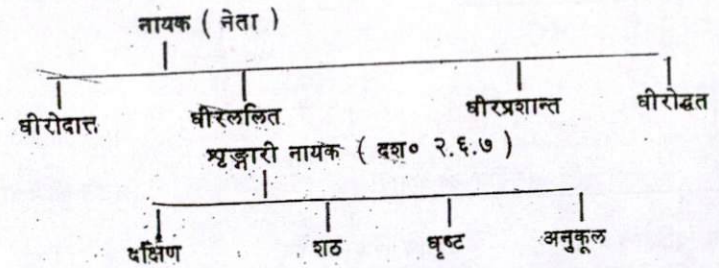 नायक ( नेता )
धीरोदात्त धीरललित धीरप्रशान्त धीरोद्धत
शृङ्गारी नायक ( दश० २.६.७ )
दक्षिण शठ धृष्ट अनुकूल